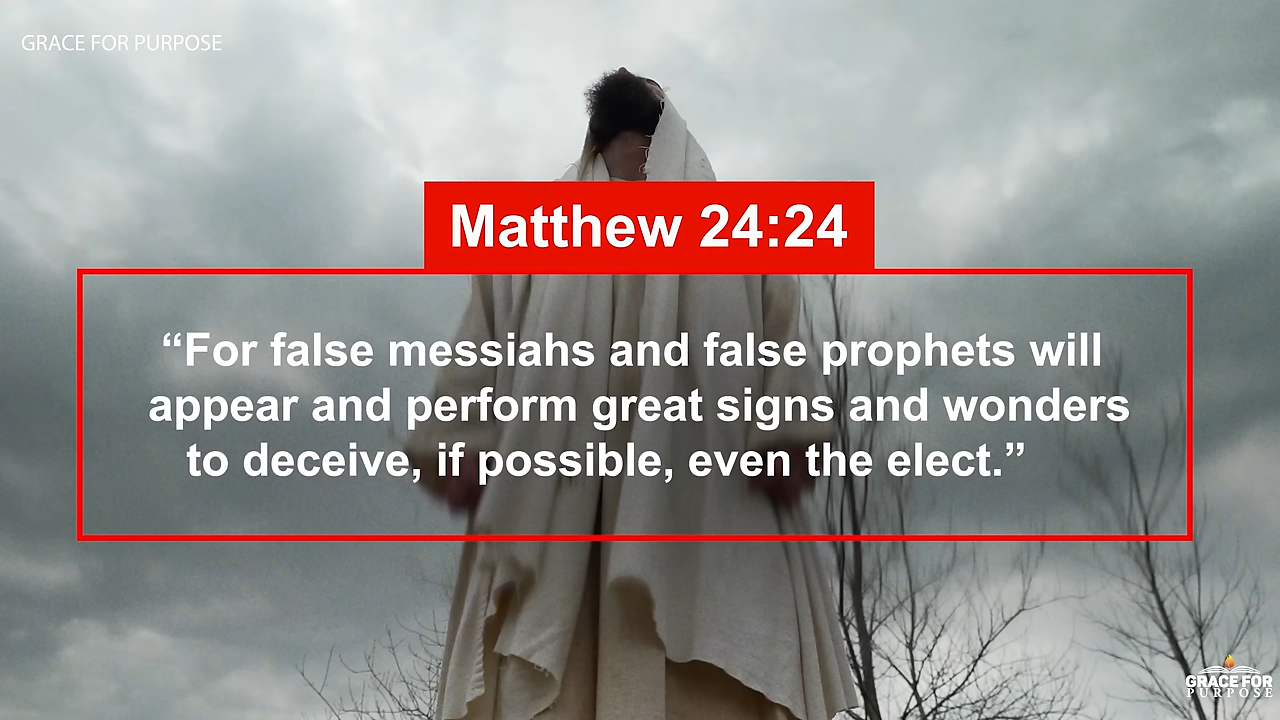 GRACE FOR PURPOSE
Matthew 24:24
“For false messiahs and false prophets will
appear and perform great signs and wonders
to deceive, if possible, even the elect.”
GRACE FOR
PURPOSE